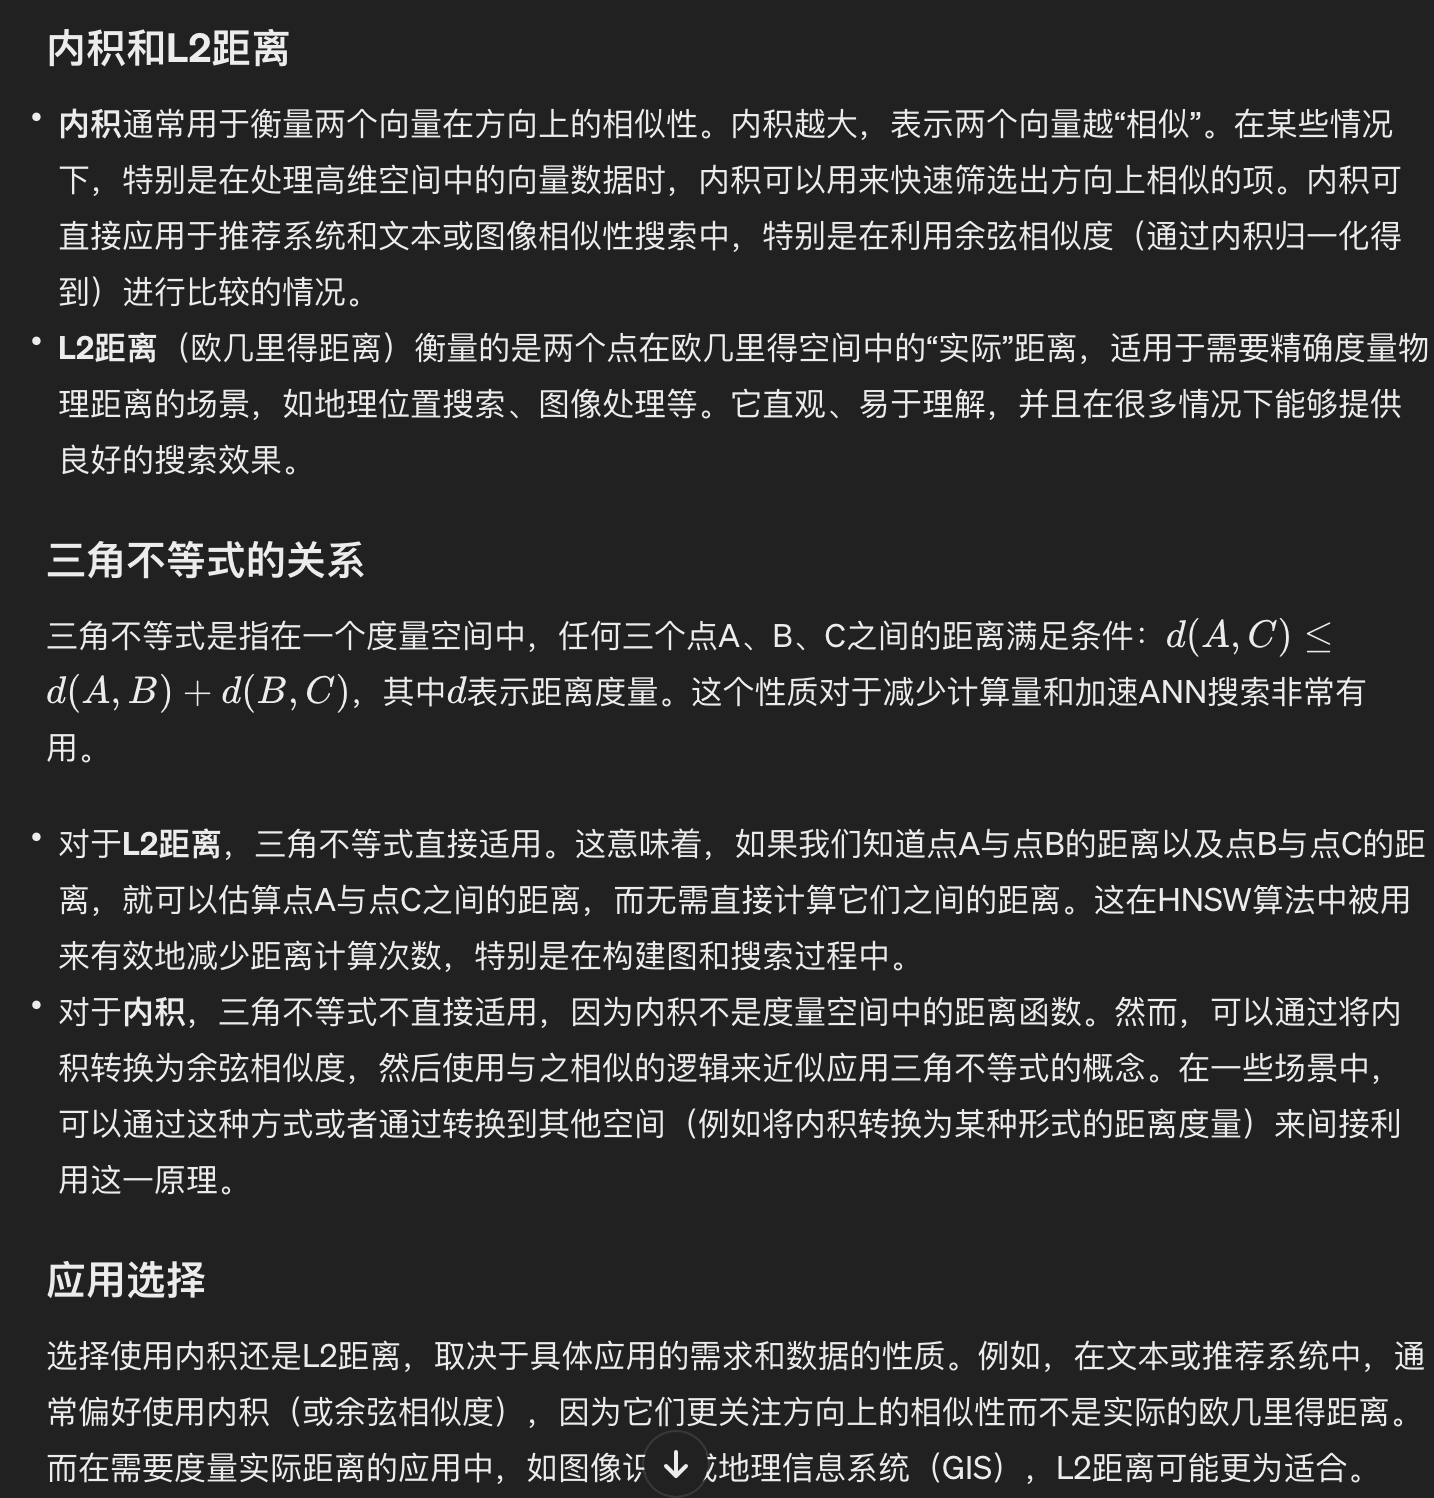 内积和L2距离
• 内积通常用于衡量两个向量在方向上的相似性。内积越大，表示两个向量越“相似”。在某些情况
下，特别是在处理高维空间中的向量数据时，内积可以用来快速筛选出方向上相似的项。内积可
直接应用于推荐系统和文本或图像相似性搜索中，特别是在利用余弦相似度（通过内积归一化得
到）进行比较的情况。
• L2距离（欧几里得距离）衡量的是两个点在欧几里得空间中的“实际”距离，适用于需要精确度量物
理距离的场景，如地理位置搜索、图像处理等。它直观、易于理解，并且在很多情况下能够提供
良好的搜索效果。
三角不等式的关系
三角不等式是指在一个度量空间中，任何三个点A、B、C之间的距离满足条件：d(A, C) ≤
d(A, B) + d(B, C)，其中d表示距离度量。这个性质对于减少计算量和加速ANN搜索非常有
用。
• 对于L2距离，三角不等式直接适用。这意味着，如果我们知道点A与点B的距离以及点B与点C的距
离，就可以估算点A与点C之间的距离，而无需直接计算它们之间的距离。这在HNSW算法中被用
来有效地减少距离计算次数，特别是在构建图和搜索过程中。
• 对于内积，三角不等式不直接适用，因为内积不是度量空间中的距离函数。然而，可以通过将内
积转换为余弦相似度，然后使用与之相似的逻辑来近似应用三角不等式的概念。在一些场景中，
可以通过这种方式或者通过转换到其他空间（例如将内积转换为某种形式的距离度量）来间接利
用这一原理。
应用选择
选择使用内积还是L2距离，取决于具体应用的需求和数据的性质。例如，在文本或推荐系统中，通
常偏好使用内积（或余弦相似度），因为它们更关注方向上的相似性而不是实际的欧几里得距离。
而在需要度量实际距离的应用中，如图像识 地理信息系统（GIS），L2距离可能更为适合。